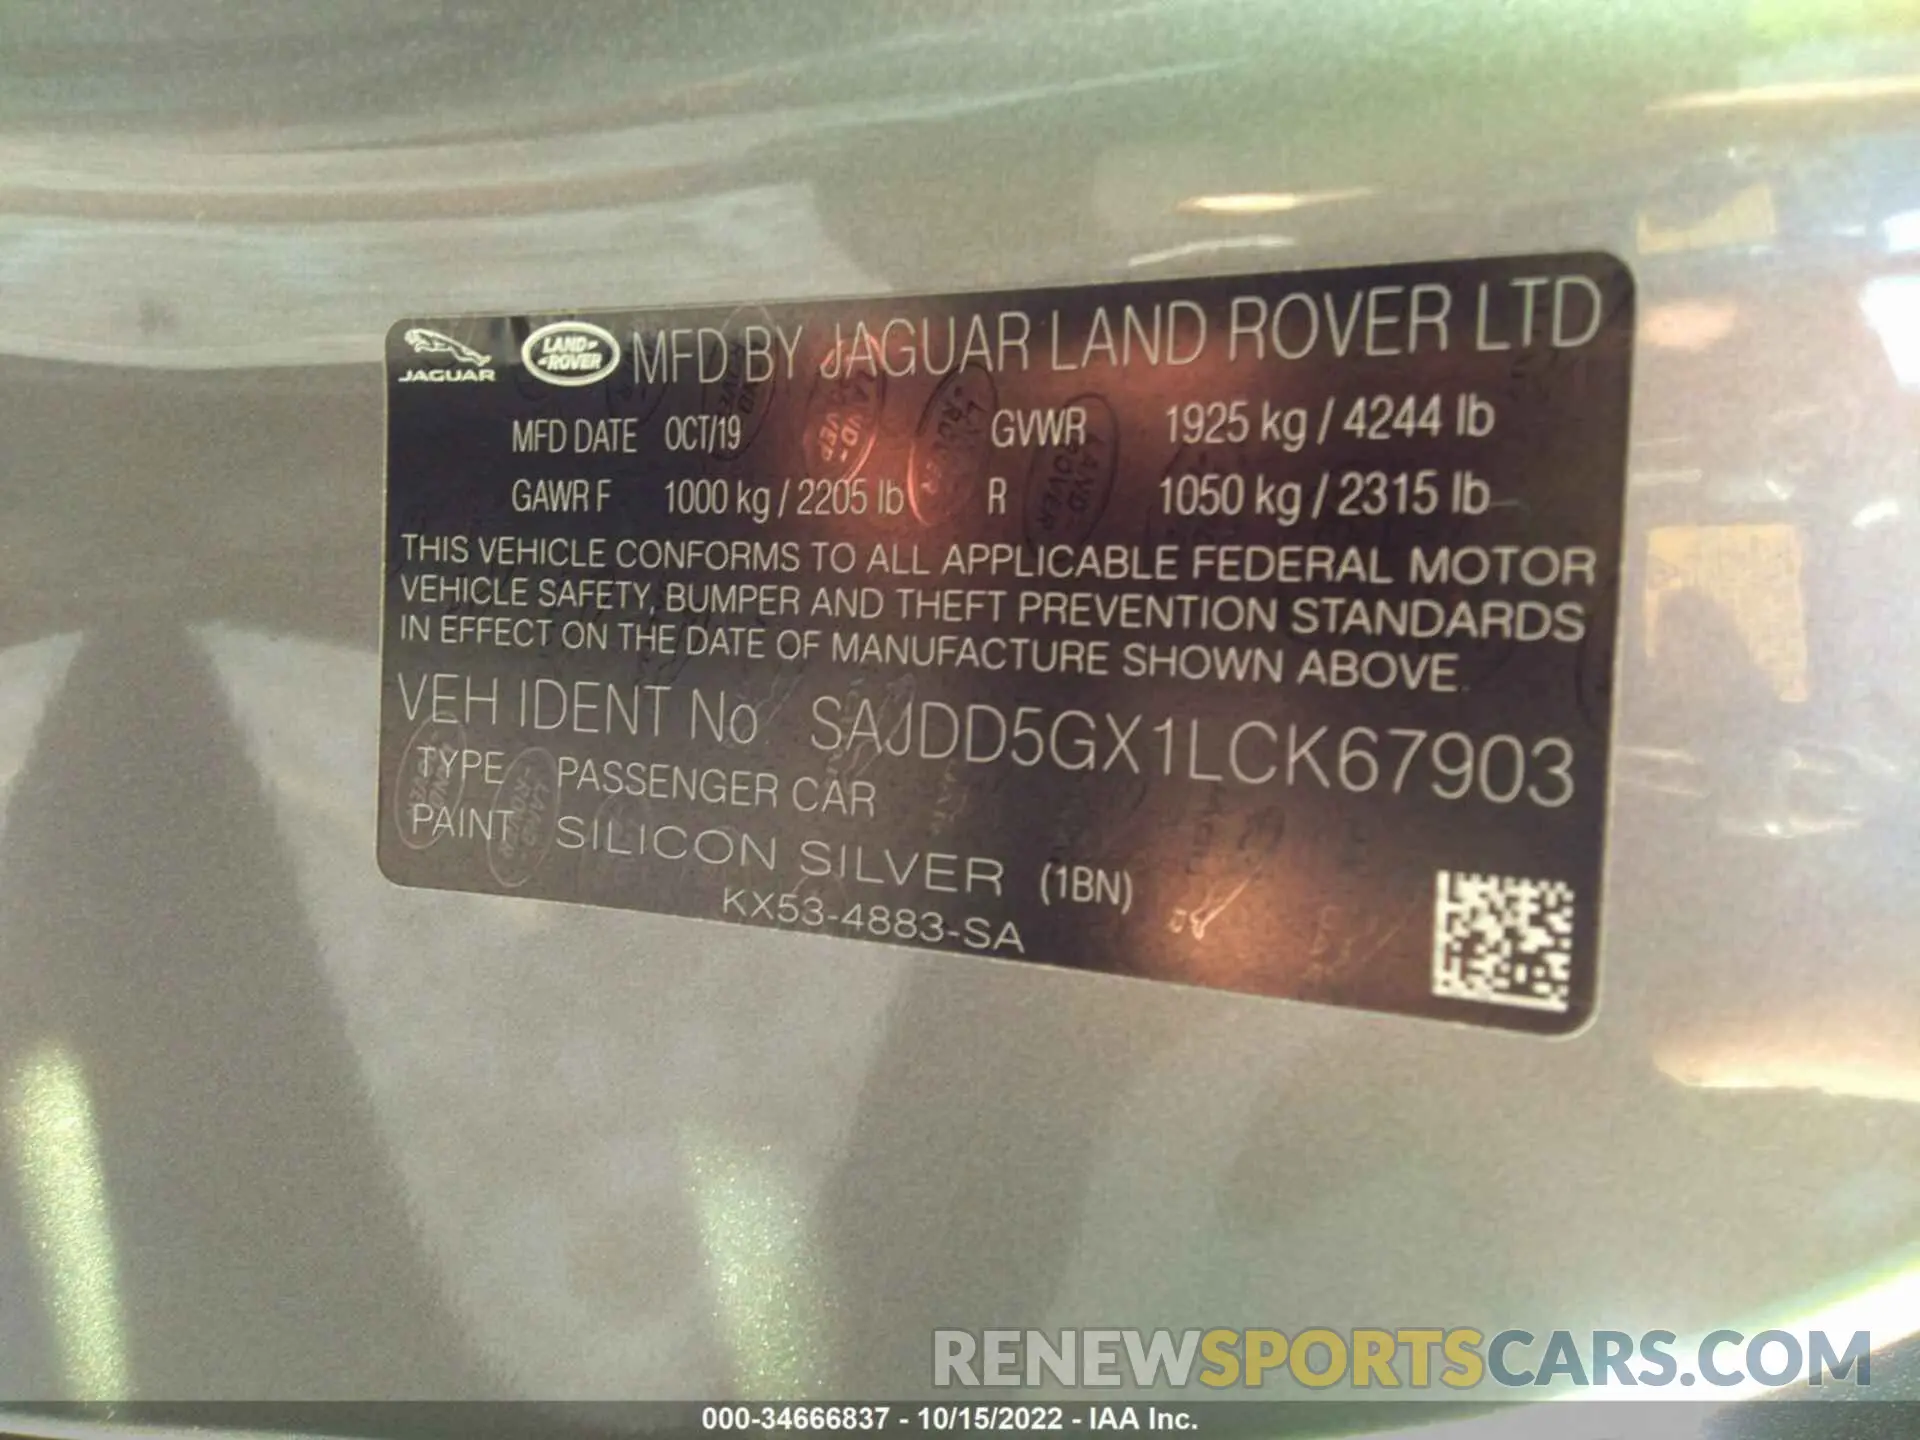 JAGUAR LAND-ROVER MFD BY JAGUAR LAND ROVER LTD
MFD DATE OCT/19 GVWR 1925 kg / 4244 lb
GAWR F 1000 kg / 2205 lb R 1050 kg / 2315 lb
THIS VEHICLE CONFORMS TO ALL APPLICABLE FEDERAL MOTOR
VEHICLE SAFETY, BUMPER AND THEFT PREVENTION STANDARDS
IN EFFECT ON THE DATE OF MANUFACTURE SHOWN ABOVE.
VEH IDENT No SAJDD5GX1LCK67903
TYPE PASSENGER CAR
PAINT SILICON SILVER (1BN)
KX53-4883-SA
RENEWSPORTSCARS.COM
000-34666837 - 10/15/2022 - IAA Inc.